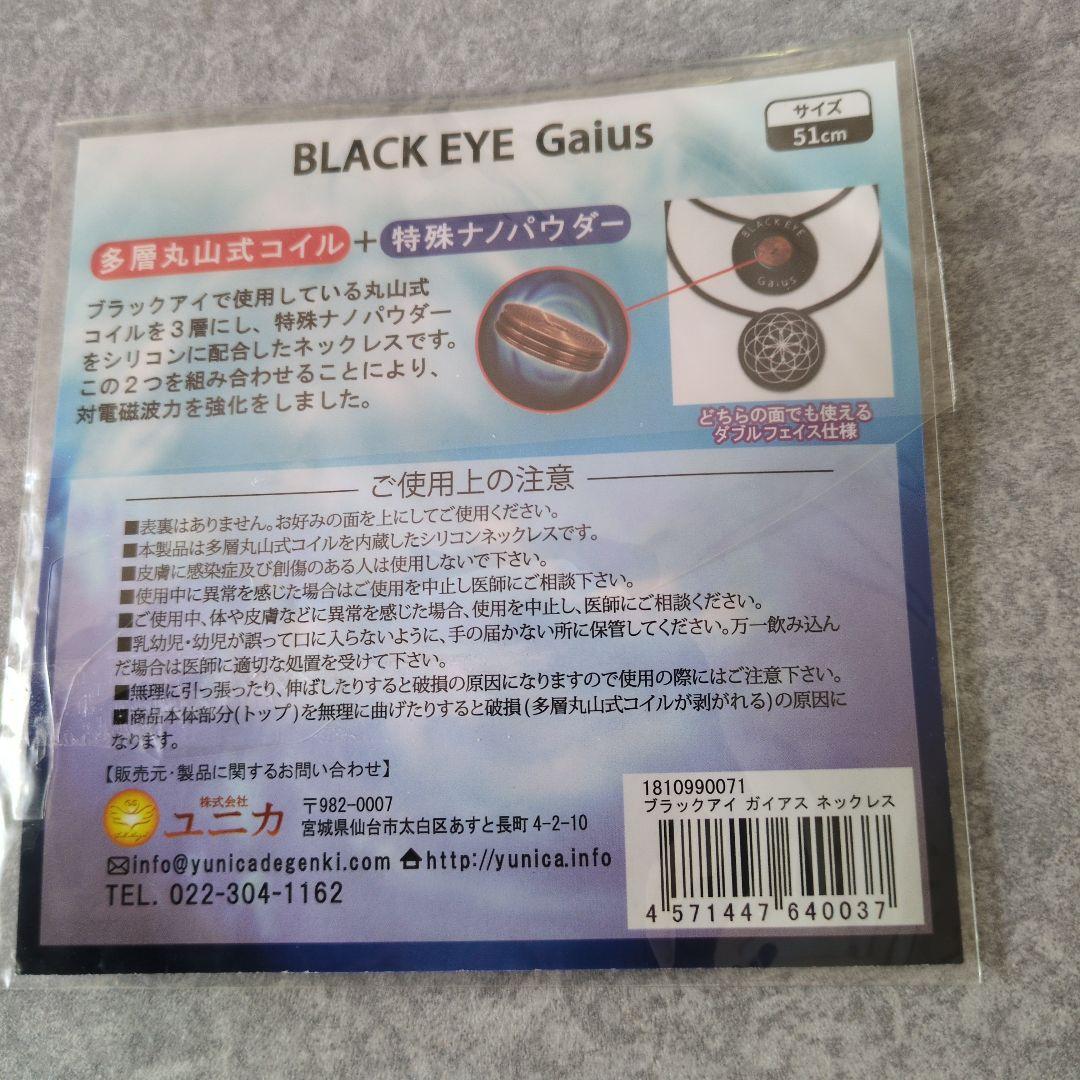 BLACK EYE Gaius
サイズ
51cm
多層丸山式コイル+特殊ナノパウダー
ブラックアイで使用している丸山式
コイルを3層にし、特殊ナノパウダー
をシリコンに配合したネックレスです。
この2つを組み合わせることにより、
対電磁波力を強化をしました。
BLACK EYE
Gaius
どちらの面でも使える
ダブルフェイス仕様
ご使用上の注意
■表裏はありません。お好みの面を上にしてご使用ください。
■本製品は多層丸山式コイルを内蔵したシリコンネックレスです。
■皮膚に感染症及び創傷のある人は使用しないで下さい。
■使用中に異常を感じた場合はご使用を中止し医師にご相談下さい。
■ご使用中、体や皮膚などに異常を感じた場合、使用を中止し、医師にご相談ください。
■乳幼児・幼児が誤って口に入らないように、手の届かない所に保管してください。万一飲み込ん
だ場合は医師に適切な処置を受けて下さい。
■無理に引っ張ったり、伸ばしたりすると破損の原因になりますので使用の際にはご注意下さい。
■商品本体部分(トップ)を無理に曲げたりすると破損(多層丸山式コイルが剥がれる)の原因に
なります。
【販売元・製品に関するお問い合わせ】
株式会社
ユニカ
〒982-0007
宮城県仙台市太白区あすと長町4-2-10
info@yunicadegenki.com http://yunica.info
TEL. 022-304-1162
1810990071
ブラックアイ ガイアス ネックレス
4 571447 640037